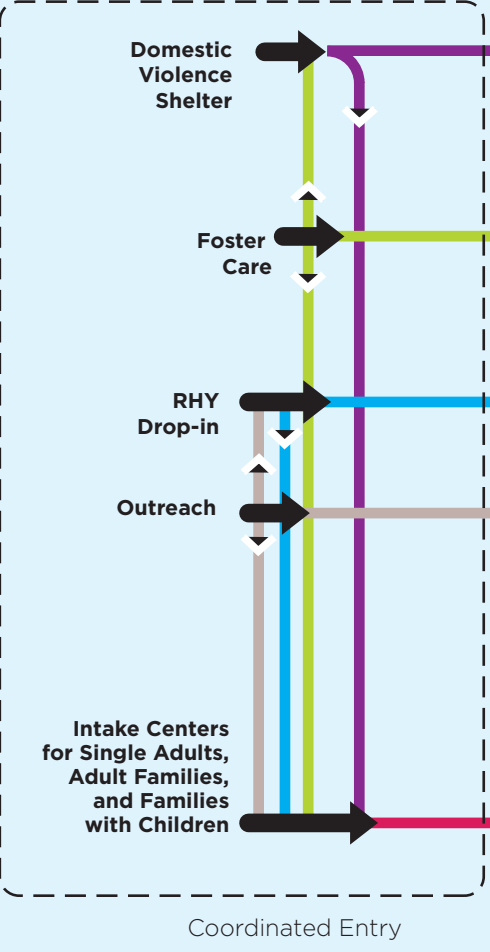 Domestic
Violence
Shelter
Foster
Care
RHY
Drop-in
Outreach
Intake Centers
for Single Adults,
Adult Families,
and Families
with Children
Coordinated Entry